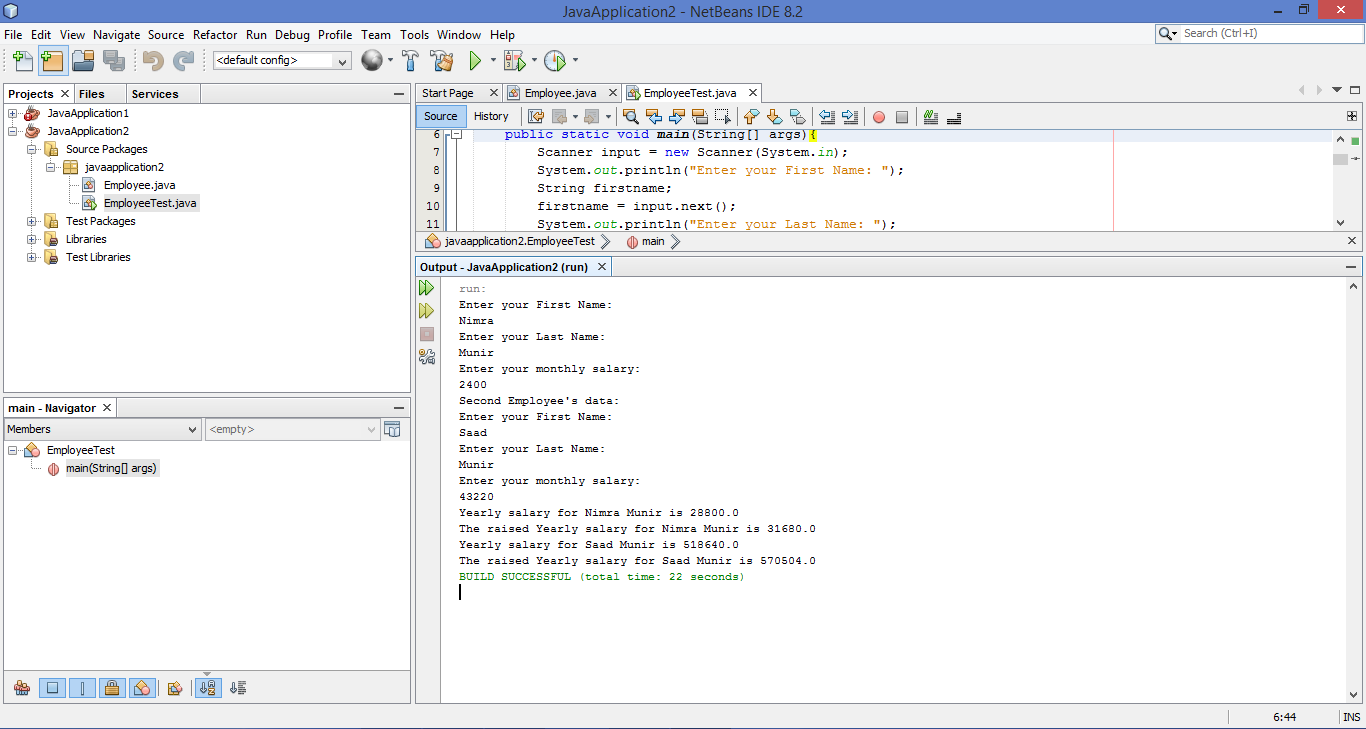 JavaApplication2 - NetBeans IDE 8.2
File Edit View Navigate Source Refactor Run Debug Profile Team Tools Window Help
Search (Ctrl+I)
<default config>
Projects Files Services
JavaApplication1
JavaApplication2
Source Packages
javaapplication2
Employee.java
EmployeeTest.java
Test Packages
Libraries
Test Libraries
main - Navigator
Members
<empty>
EmployeeTest
main(String[] args)
Start Page Employee.java EmployeeTest.java
Source History
6 public static void main(String[] args){
7 Scanner input = new Scanner(System.in);
8 System.out.println("Enter your First Name: ");
9 String firstname;
10 firstname = input.next();
11 System.out.println("Enter your Last Name: ");
javaapplication2.EmployeeTest main
Output - JavaApplication2 (run)
run:
Enter your First Name:
Nimra
Enter your Last Name:
Munir
Enter your monthly salary:
2400
Second Employee's data:
Enter your First Name:
Saad
Enter your Last Name:
Munir
Enter your monthly salary:
43220
Yearly salary for Nimra Munir is 28800.0
The raised Yearly salary for Nimra Munir is 31680.0
Yearly salary for Saad Munir is 518640.0
The raised Yearly salary for Saad Munir is 570504.0
BUILD SUCCESSFUL (total time: 22 seconds)
6:44 INS